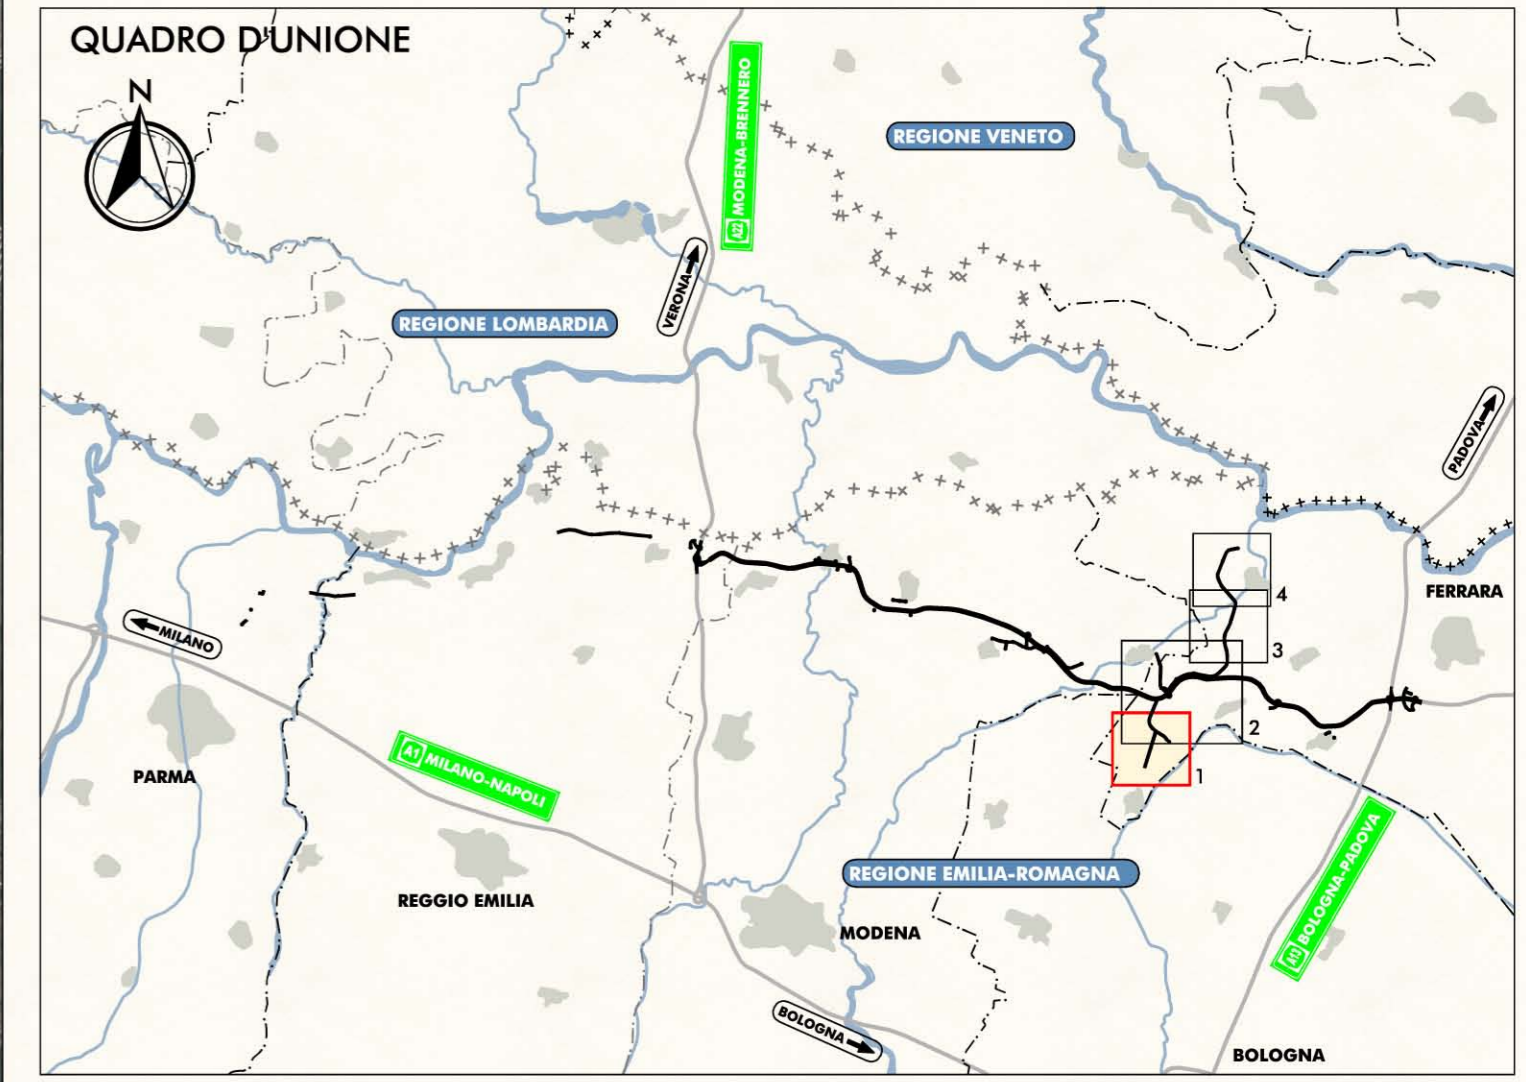 QUADRO D'UNIONE
N
A22 MODENA-BRENNERO
REGIONE VENETO
VERONA
REGIONE LOMBARDIA
PADOVA
FERRARA
4
MILANO
3
2
1
PARMA
A1 MILANO-NAPOLI
A13 BOLOGNA-PADOVA
REGIONE EMILIA-ROMAGNA
REGGIO EMILIA
MODENA
BOLOGNA
BOLOGNA